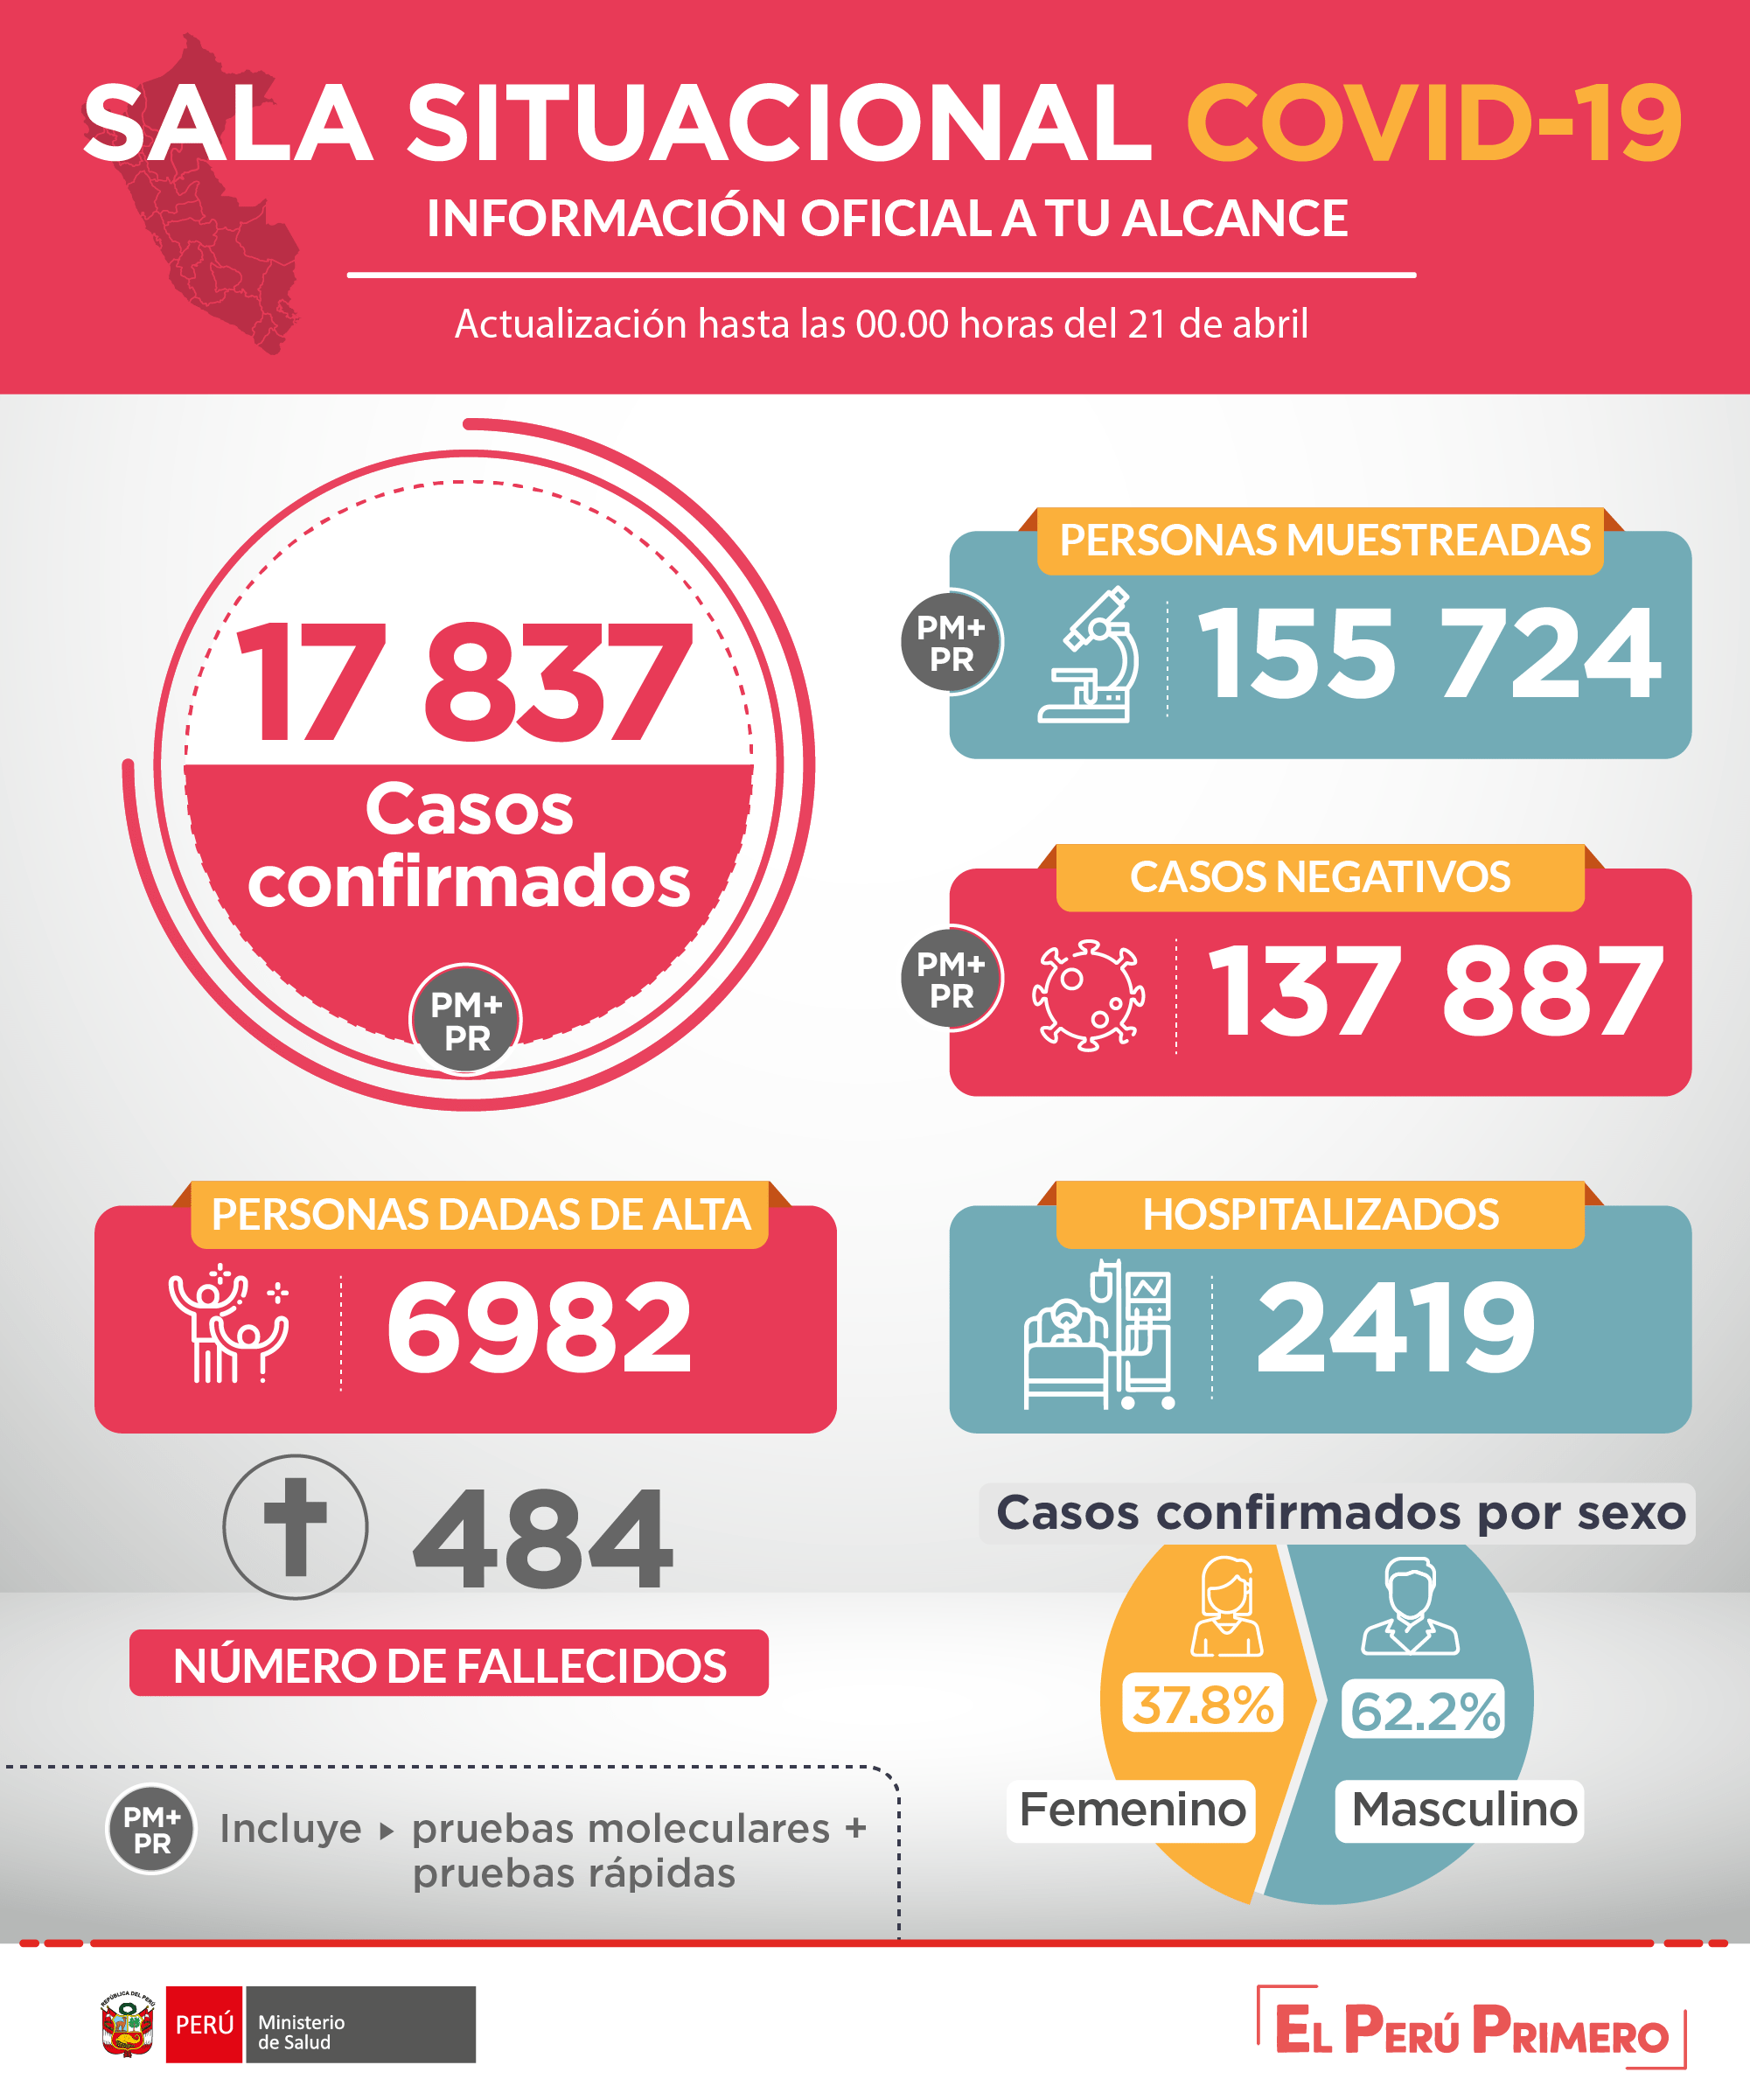 SALA SITUACIONAL COVID-19
INFORMACIÓN OFICIAL A TU ALCANCE
Actualización hasta las 00.00 horas del 21 de abril
17 837
Casos
confirmados
PM+
PR
PERSONAS MUESTREADAS
PM+
PR
155 724
CASOS NEGATIVOS
PM+
PR
137 887
PERSONAS DADAS DE ALTA
6982
HOSPITALIZADOS
2419
484
NÚMERO DE FALLECIDOS
Casos confirmados por sexo
37.8%
Femenino
62.2%
Masculino
PM+
PR
Incluye ▸ pruebas moleculares +
pruebas rápidas
REPÚBLICA DEL PERÚ
PERÚ
Ministerio
de Salud
EL PERÚ PRIMERO